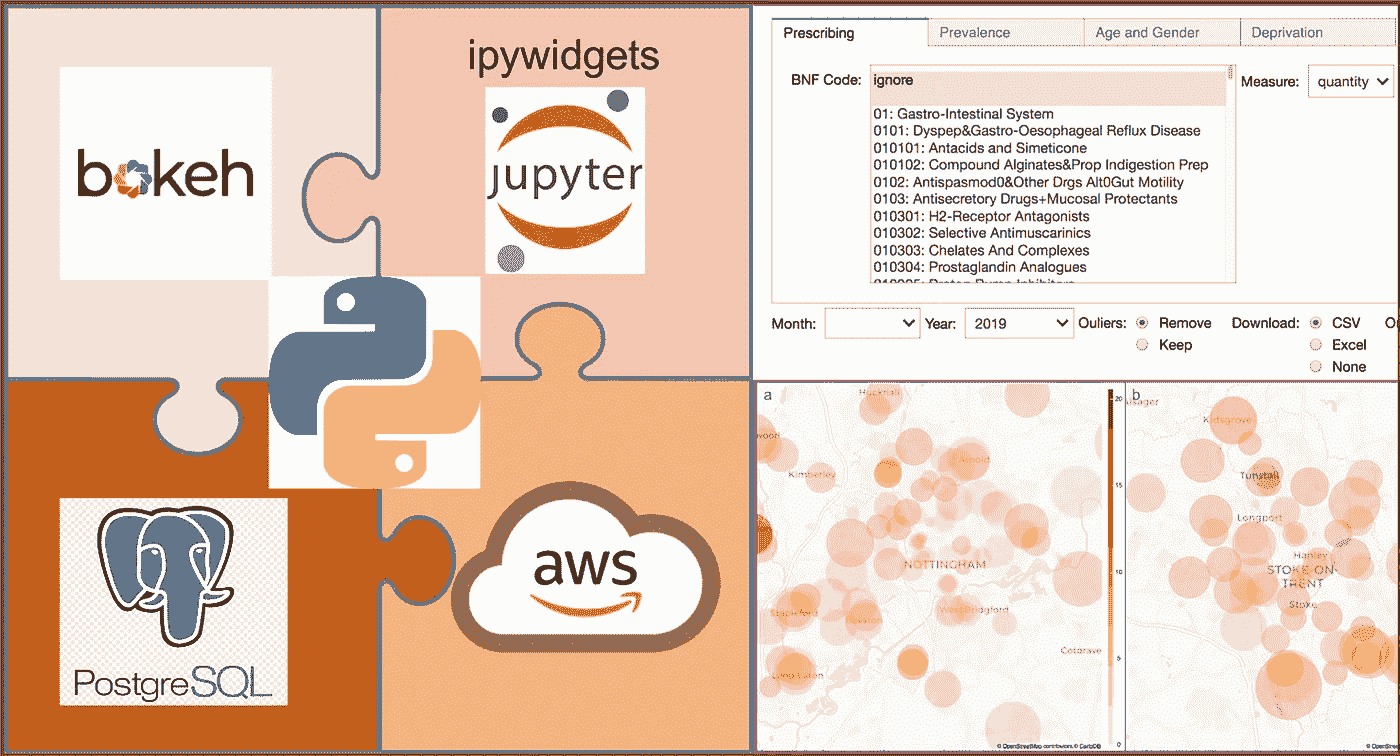 bokeh
ipywidgets
jupyter
PostgreSQL
aws
Prescribing
Prevalence
Age and Gender
Deprivation
BNF Code:
ignore
Measure:
quantity
01: Gastro-Intestinal System
0101: Dyspep&Gastro-Oesophageal Reflux Disease
010101: Antacids and Simeticone
010102: Compound Alginates&Prop Indigestion Prep
0102: Antispasmod0&Other Drgs Alt0Gut Motility
0103: Antisecretory Drugs+Mucosal Protectants
010301: H2-Receptor Antagonists
010302: Selective Antimuscarinics
010303: Chelates And Complexes
010304: Prostaglandin Analogues
Month:
Year:
2019
Ouliers:
Remove
Keep
Download:
CSV
Excel
None
a
Hucknall
Arnold
Kimberley
NOTTINGHAM
Stapleford
West Bridgford
Beeston
Cotgrave
Long Eaton
20
15
10
5
0
© OpenStreetMap contributors, © CartoDB
b
Kidsgrove
Tunstall
Longport
Hanley
STOKE-ON-
TRENT
Stoke